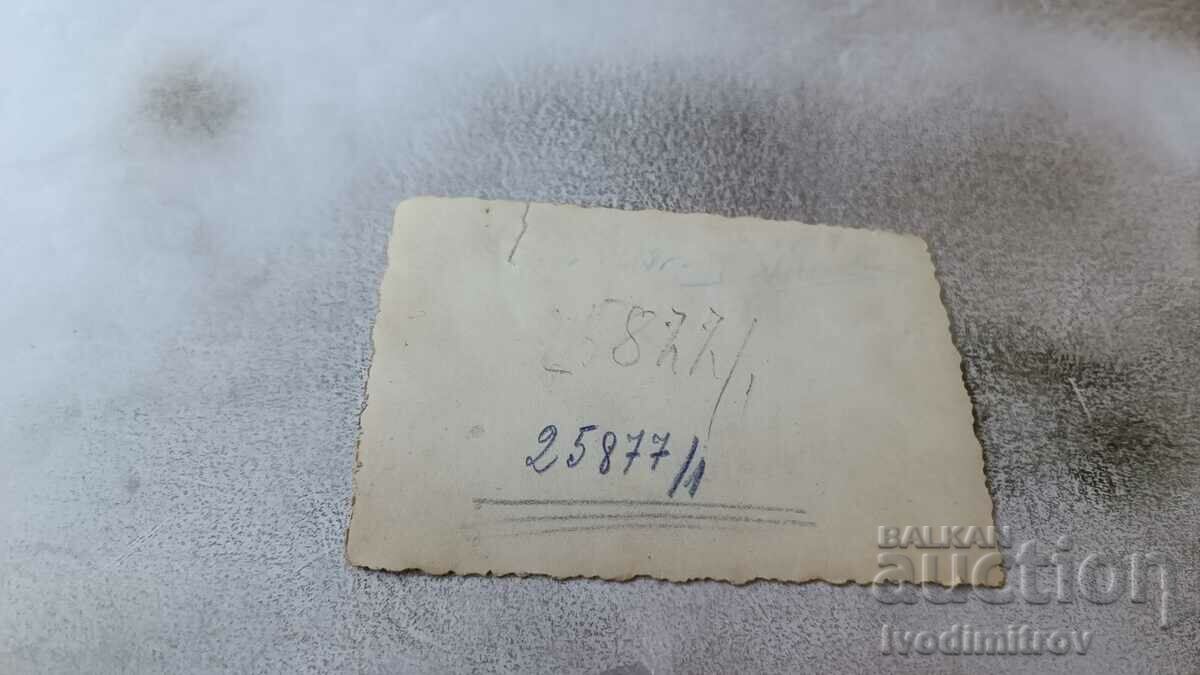 25877/1
25877/1
BALKAN
auction
Ivodimitrov